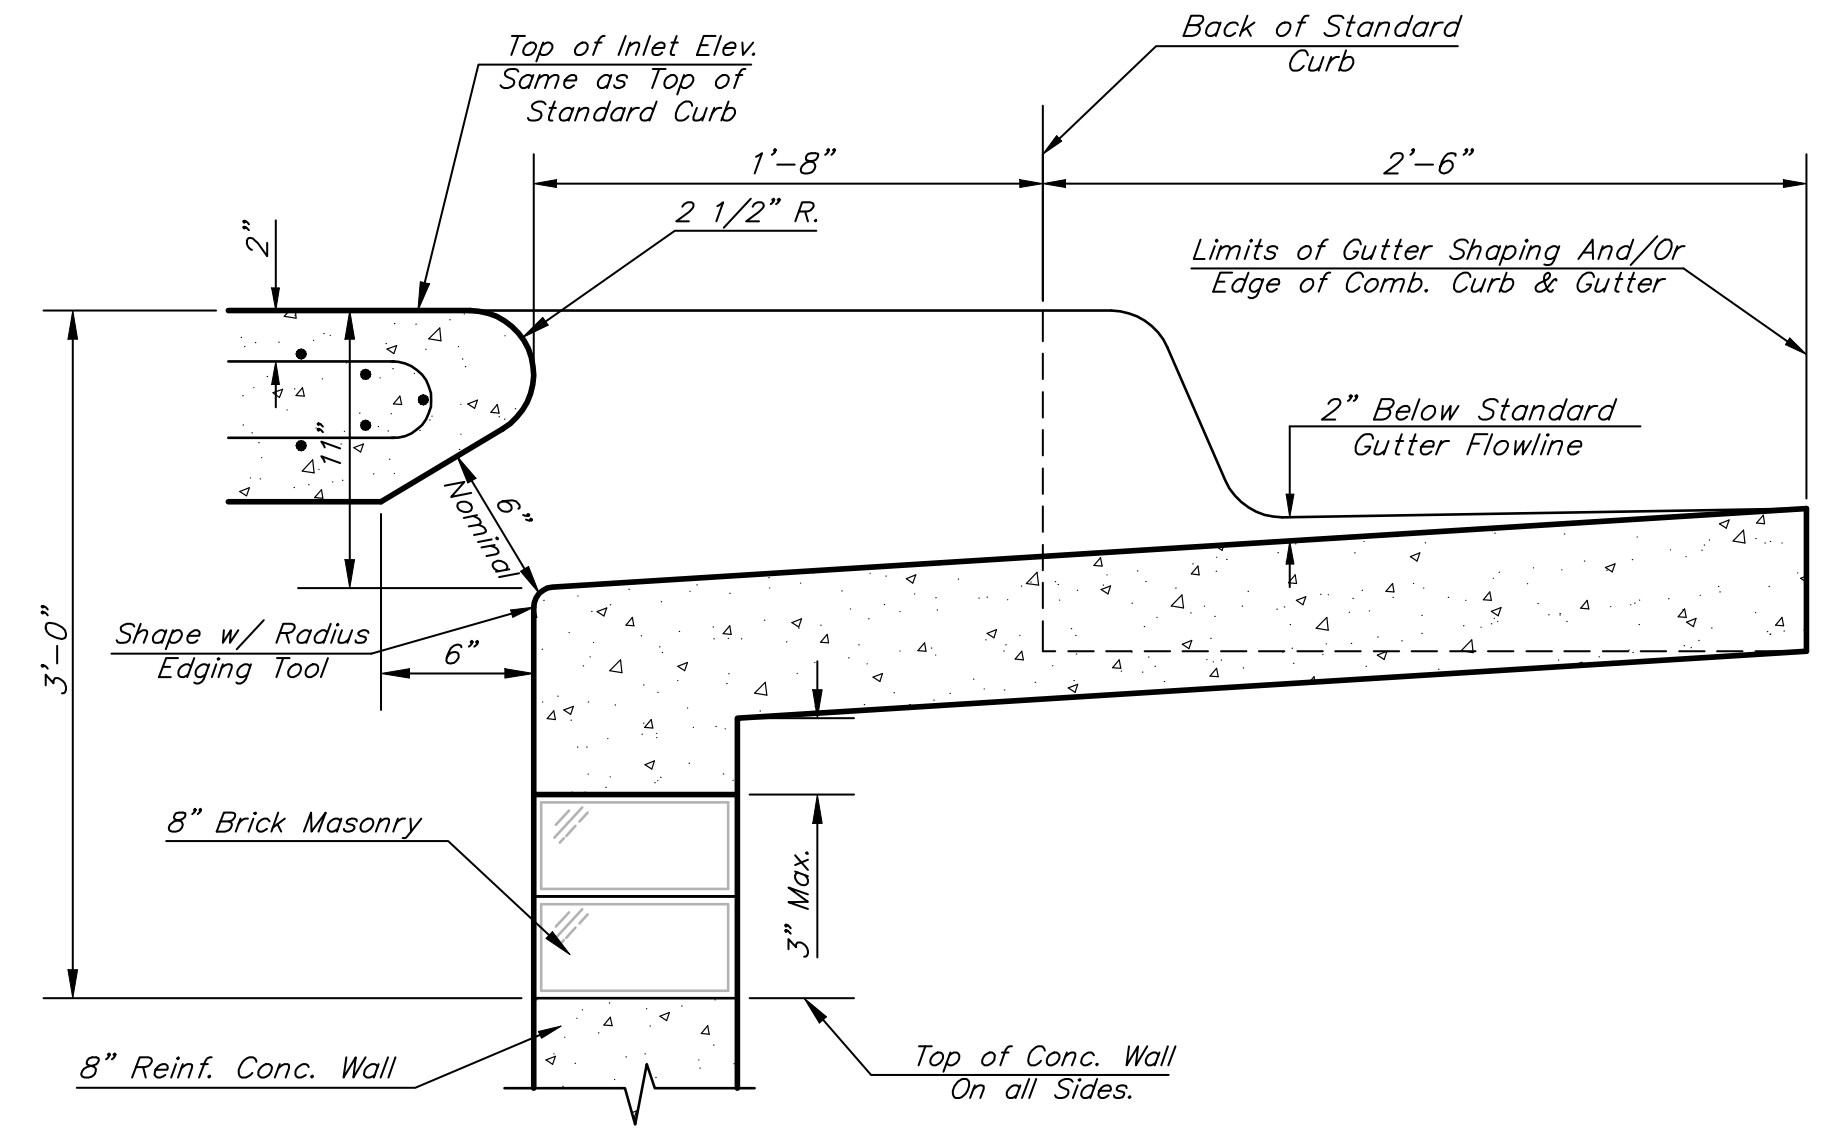 Back of Standard
Curb
Top of Inlet Elev.
Same as Top of
Standard Curb
1'-8"
2'-6"
2 1/2" R.
2"
Limits of Gutter Shaping And/Or
Edge of Comb. Curb & Gutter
2" Below Standard
Gutter Flowline
11"
6"
Nominal
3'-0"
Shape w/ Radius
Edging Tool
6"
8" Brick Masonry
3" Max.
8" Reinf. Conc. Wall
Top of Conc. Wall
On all Sides.